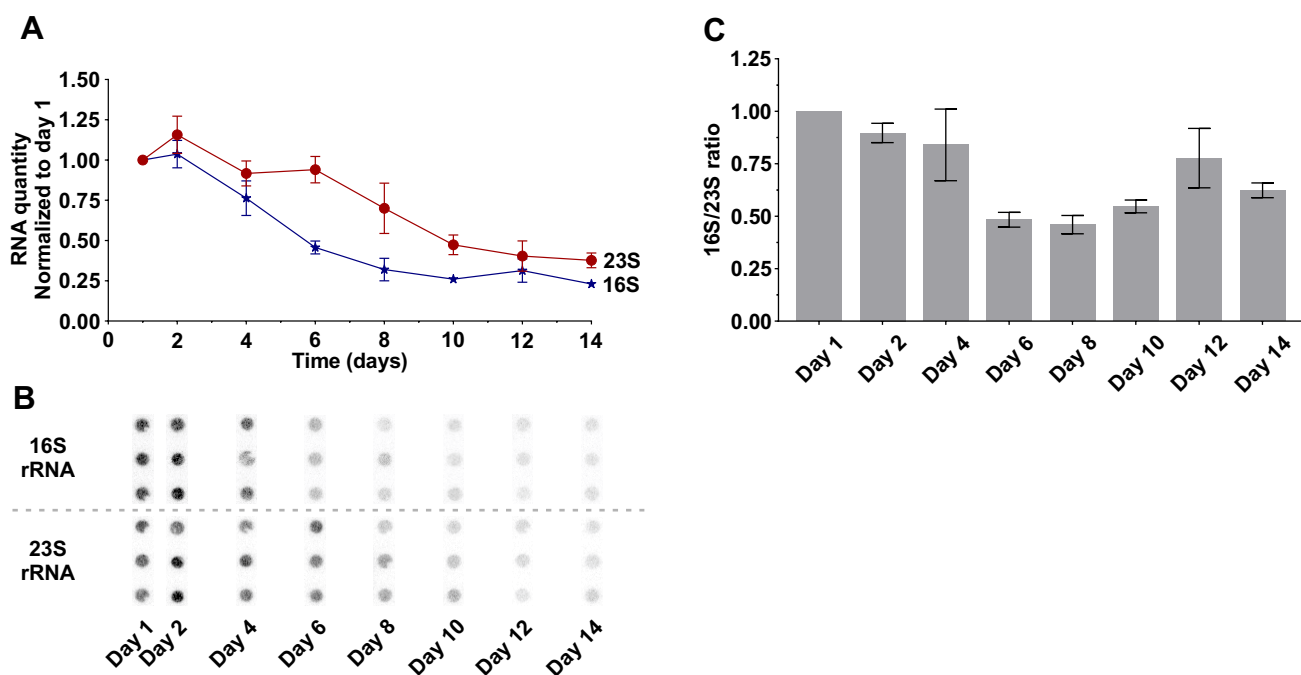 A
RNA quantity
Normalized to day 1
1.50
1.25
1.00
0.75
0.50
0.25
0.00
0 2 4 6 8 10 12 14
Time (days)
23S
16S
C
16S/23S ratio
1.25
1.00
0.75
0.50
0.25
0.00
Day 1
Day 2
Day 4
Day 6
Day 8
Day 10
Day 12
Day 14
B
16S
rRNA
23S
rRNA
Day 1
Day 2
Day 4
Day 6
Day 8
Day 10
Day 12
Day 14